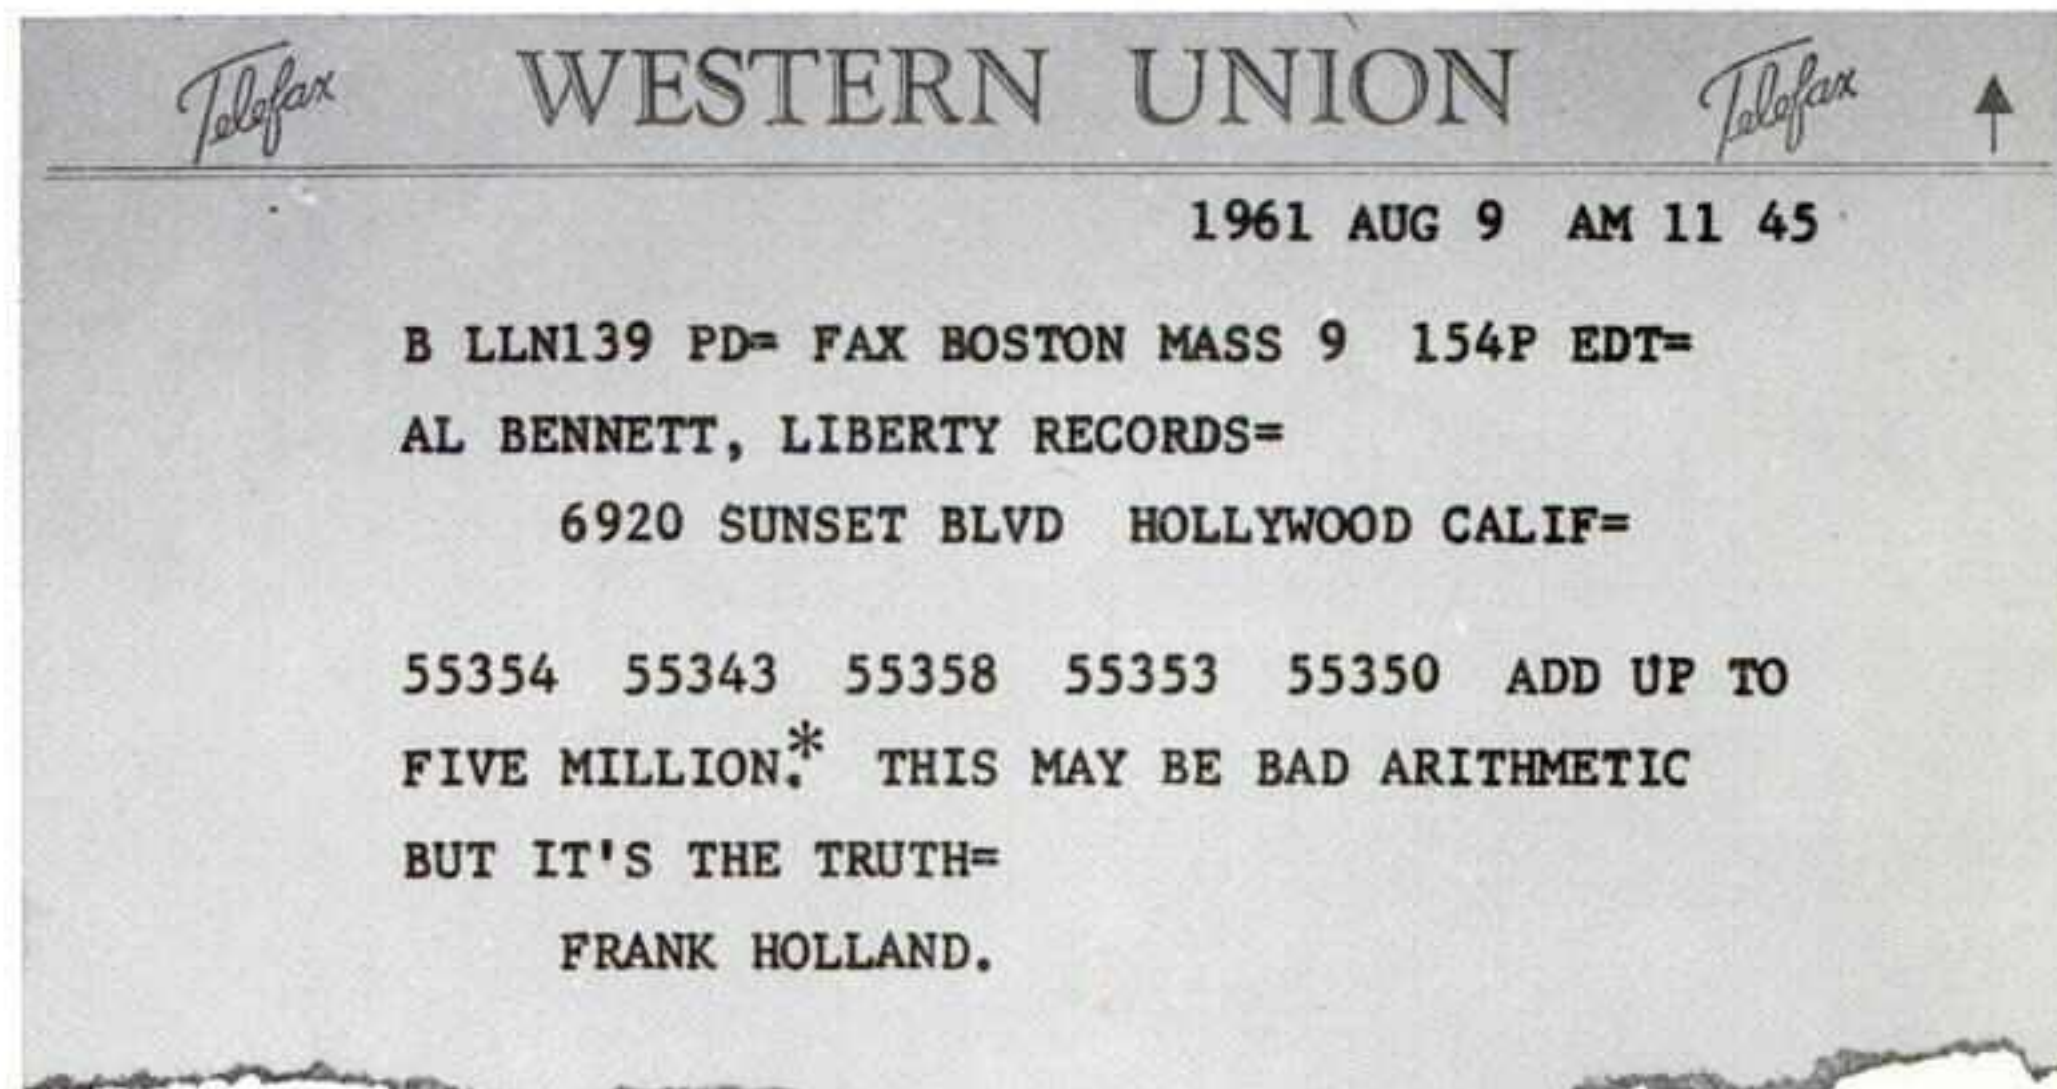 Telefax WESTERN UNION Telefax
1961 AUG 9 AM 11 45
B LLN139 PD= FAX BOSTON MASS 9 154P EDT=
AL BENNETT, LIBERTY RECORDS=
6920 SUNSET BLVD HOLLYWOOD CALIF=
55354 55343 55358 55353 55350 ADD UP TO
FIVE MILLION.* THIS MAY BE BAD ARITHMETIC
BUT IT'S THE TRUTH=
FRANK HOLLAND.